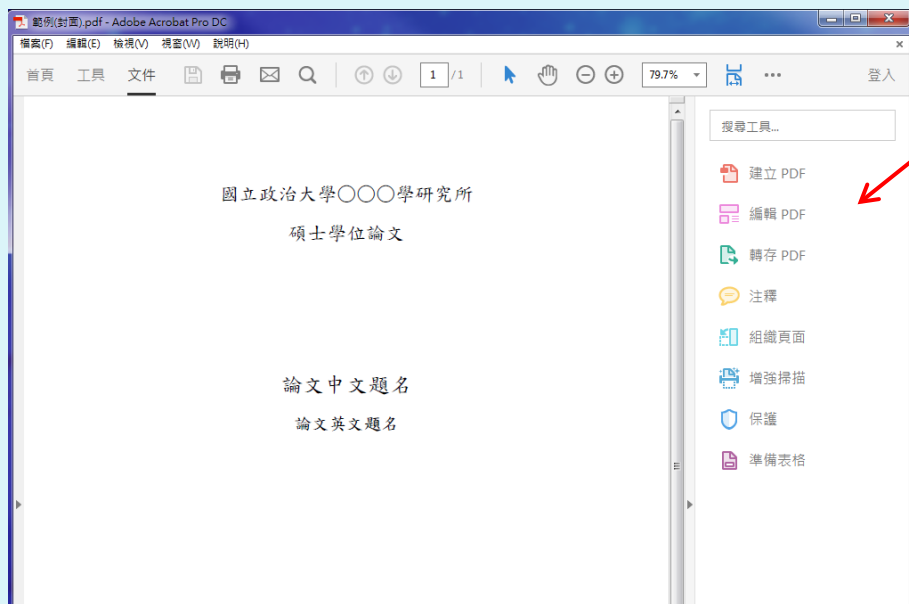 範例(封面).pdf - Adobe Acrobat Pro DC
檔案(F) 編輯(E) 檢視(V) 視窗(W) 說明(H)
首頁 工具 文件 1 / 1 79.7% 登入
搜尋工具...
建立 PDF
編輯 PDF
轉存 PDF
注釋
組織頁面
增強掃描
保護
準備表格
國立政治大學○○○學研究所
碩士學位論文
論文中文題名
論文英文題名